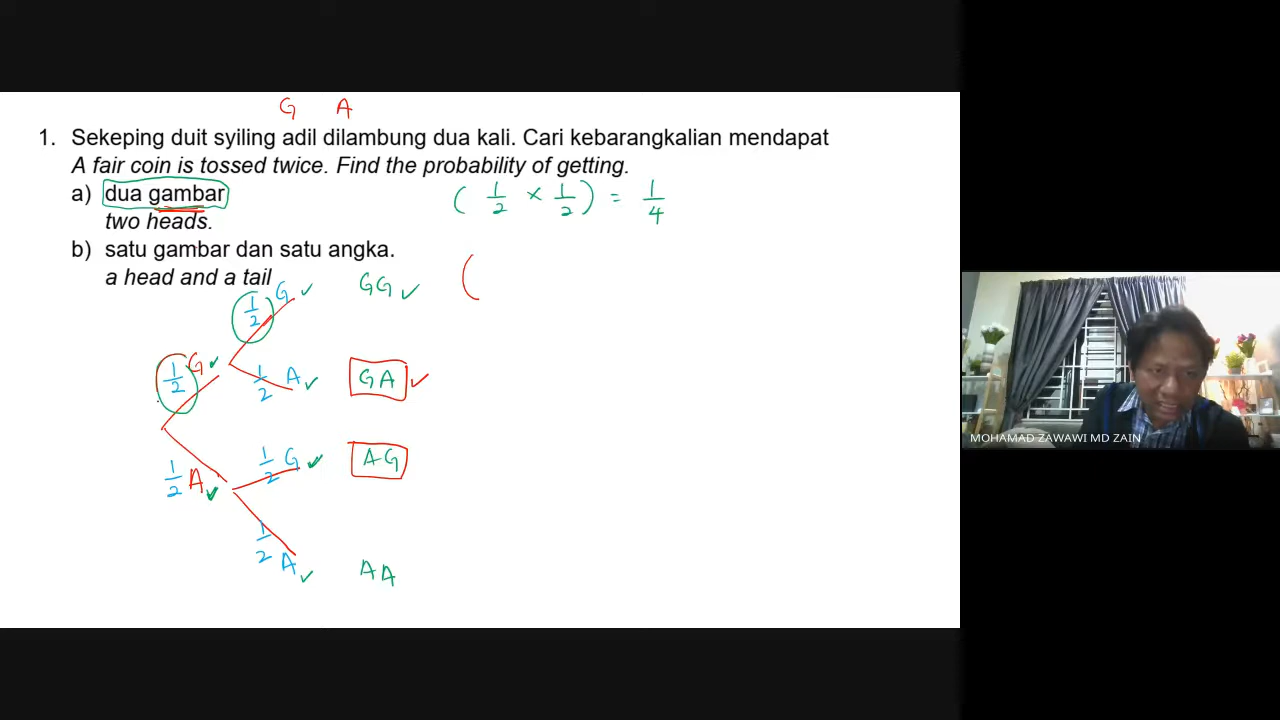 G A
1. Sekeping duit syiling adil dilambung dua kali. Cari kebarangkalian mendapat
A fair coin is tossed twice. Find the probability of getting.
a) dua gambar ( 1/2 × 1/2 ) = 1/4
two heads.
b) satu gambar dan satu angka.
a head and a tail (
1/2 G ✓ GG ✓
1/2 G ✓
1/2 A ✓ GA ✓
1/2 G ✓ AG
1/2 A ✓
1/2 A ✓ AA
MOHAMAD ZAWAWI MD ZAIN